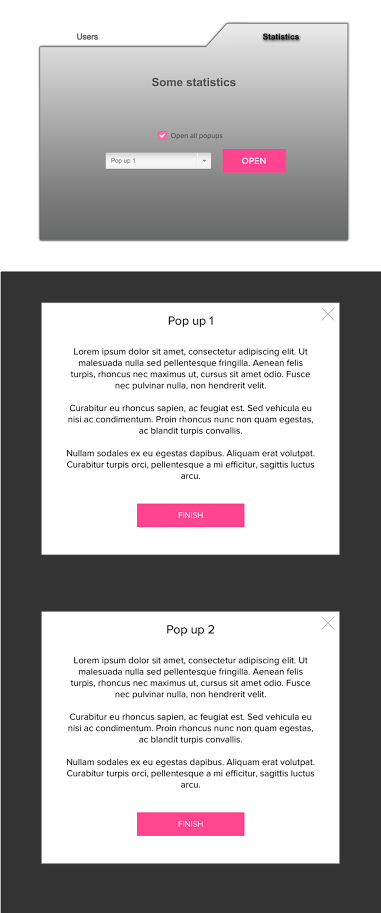 Users
Statistics
Some statistics
Open all popups
Pop up 1
OPEN
Pop up 1
Lorem ipsum dolor sit amet, consectetur adipiscing elit. Ut
malesuada nulla sed pellentesque fringilla. Aenean felis
turpis, rhoncus nec maximus ut, cursus sit amet odio. Fusce
nec pulvinar nulla, non hendrerit velit.
Curabitur eu rhoncus sapien, ac feugiat est. Sed vehicula eu
nisi ac condimentum. Proin rhoncus nunc non quam egestas,
ac blandit turpis convallis.
Nullam sodales ex eu egestas dapibus. Aliquam erat volutpat.
Curabitur turpis orci, pellentesque a mi efficitur, sagittis luctus
arcu.
FINISH
Pop up 2
Lorem ipsum dolor sit amet, consectetur adipiscing elit. Ut
malesuada nulla sed pellentesque fringilla. Aenean felis
turpis, rhoncus nec maximus ut, cursus sit amet odio. Fusce
nec pulvinar nulla, non hendrerit velit.
Curabitur eu rhoncus sapien, ac feugiat est. Sed vehicula eu
nisi ac condimentum. Proin rhoncus nunc non quam egestas,
ac blandit turpis convallis.
Nullam sodales ex eu egestas dapibus. Aliquam erat volutpat.
Curabitur turpis orci, pellentesque a mi efficitur, sagittis luctus
arcu.
FINISH